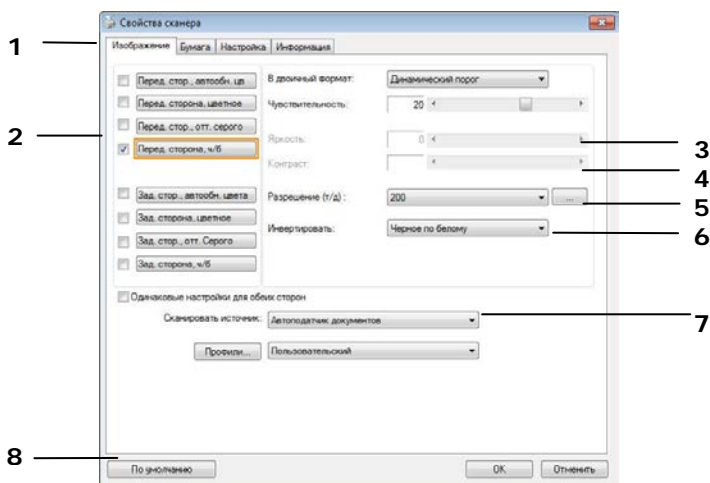 Свойства сканера
1
Изображение Бумага Настройка Информация
Перед. стор., автообн. цв
В двоичный формат: Динамический порог
Перед. сторона, цветное
Чувствительность: 20
2
Перед. стор., отт. серого
Яркость: 0
3
Перед. сторона, ч/б
Контраст:
4
Зад. стор., автообн. цвета
Разрешение (т/д) : 200 ...
5
Зад. сторона, цветное
Инвертировать: Черное по белому
6
Зад. стор., отт. Серого
Зад. сторона, ч/б
Одинаковые настройки для обеих сторон
Сканировать источник: Автоподатчик документов
7
Профили... Пользовательский
8
По умолчанию OK Отменить